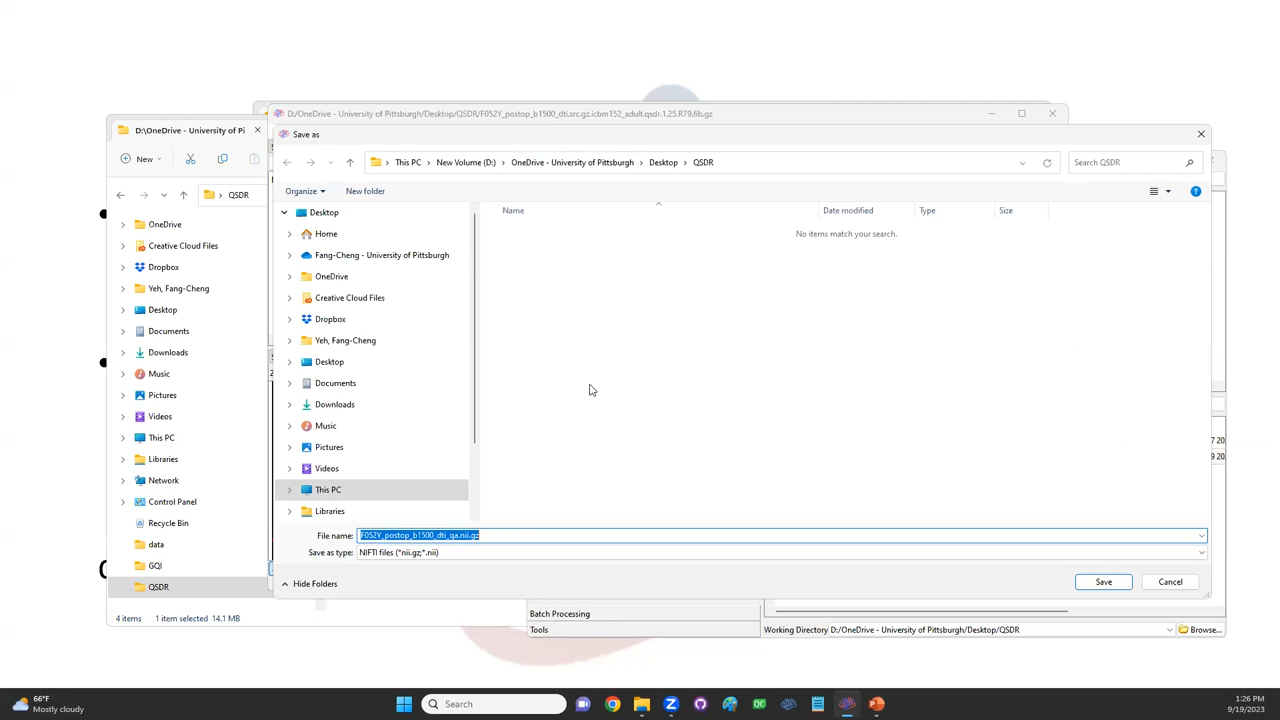 D:/OneDrive - University of Pittsburgh/Desktop/QSDR/F052Y_postop_b1500_dti.src.gz.icbm152_adult.qsdr.1.25.R79.fib.gz
D:\OneDrive - University of Pi
Save as
New
This PC
New Volume (D:)
OneDrive - University of Pittsburgh
Desktop
QSDR
Search QSDR
QSDR
Organize
New folder
Name
Date modified
Type
Size
No items match your search.
OneDrive
Creative Cloud Files
Dropbox
Yeh, Fang-Cheng
Desktop
Documents
Downloads
Music
Pictures
Videos
This PC
Libraries
Network
Control Panel
Recycle Bin
data
GQI
QSDR
Desktop
Home
Fang-Cheng - University of Pittsburgh
OneDrive
Creative Cloud Files
Dropbox
Yeh, Fang-Cheng
Desktop
Documents
Downloads
Music
Pictures
Videos
This PC
Libraries
7 20
9 20
File name: F052Y_postop_b1500_dti_qa.nii.gz
Save as type: NIFTI files (*nii.gz;*.nii)
Hide Folders
Save
Cancel
4 items
1 item selected 14.1 MB
Batch Processing
Tools
Working Directory D:/OneDrive - University of Pittsburgh/Desktop/QSDR
Browse...
66°F
Mostly cloudy
Search
1:26 PM
9/19/2023